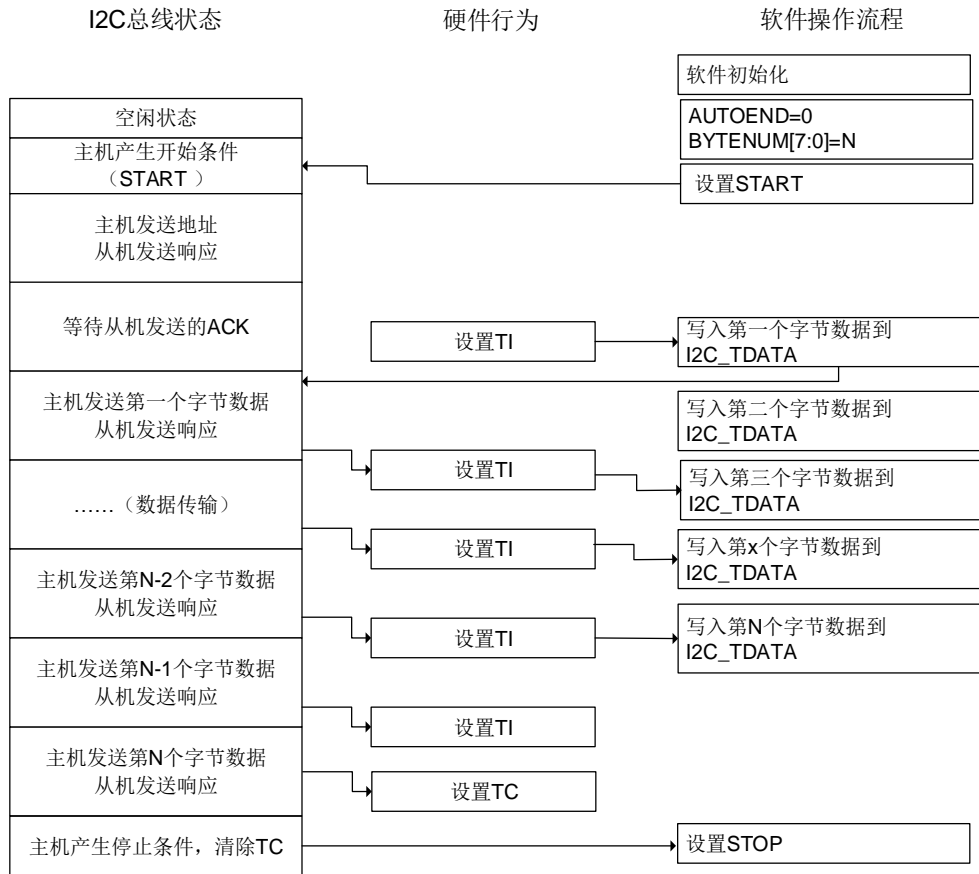 I2C总线状态
硬件行为
软件操作流程
软件初始化
空闲状态
AUTOEND=0
BYTENUM[7:0]=N
主机产生开始条件
（START ）
设置START
主机发送地址
从机发送响应
等待从机发送的ACK
设置TI
写入第一个字节数据到
I2C_TDATA
主机发送第一个字节数据
从机发送响应
写入第二个字节数据到
I2C_TDATA
设置TI
写入第三个字节数据到
I2C_TDATA
……（数据传输）
设置TI
写入第x个字节数据到
I2C_TDATA
主机发送第N-2个字节数据
从机发送响应
设置TI
写入第N个字节数据到
I2C_TDATA
主机发送第N-1个字节数据
从机发送响应
设置TI
主机发送第N个字节数据
从机发送响应
设置TC
主机产生停止条件，清除TC
设置STOP